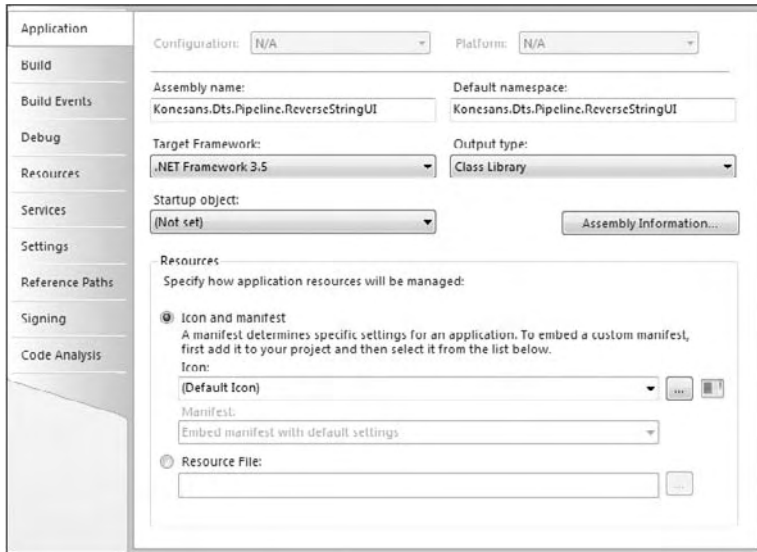 Application
Build
Build Events
Debug
Resources
Services
Settings
Reference Paths
Signing
Code Analysis
Configuration: N/A
Platform: N/A
Assembly name:
Konesans.Dts.Pipeline.ReverseStringUI
Default namespace:
Konesans.Dts.Pipeline.ReverseStringUI
Target Framework:
.NET Framework 3.5
Output type:
Class Library
Startup object:
(Not set)
Assembly Information...
Resources
Specify how application resources will be managed:
Icon and manifest
A manifest determines specific settings for an application. To embed a custom manifest,
first add it to your project and then select it from the list below.
Icon:
(Default Icon)
...
Manifest:
Embed manifest with default settings
Resource File:
...